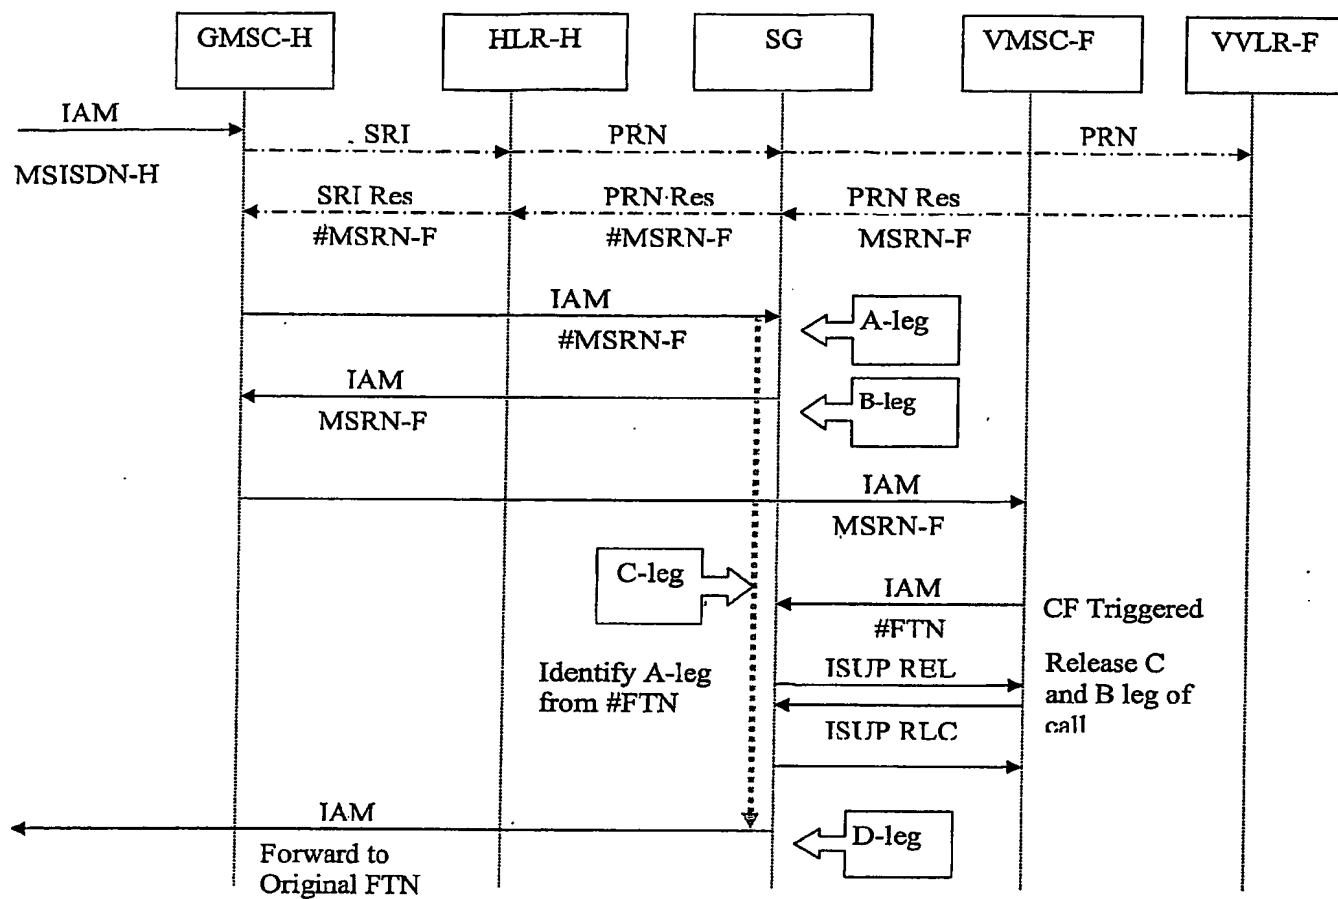 GMSC-H
HLR-H
SG
VMSC-F
VVLR-F
IAM
MSISDN-H
SRI
PRN
PRN
SRI Res
#MSRN-F
PRN Res
#MSRN-F
PRN Res
MSRN-F
IAM
#MSRN-F
A-leg
IAM
MSRN-F
B-leg
IAM
MSRN-F
C-leg
IAM
#FTN
CF Triggered
Identify A-leg
from #FTN
ISUP REL
ISUP RLC
Release C
and B leg of
call
IAM
Forward to
Original FTN
D-leg